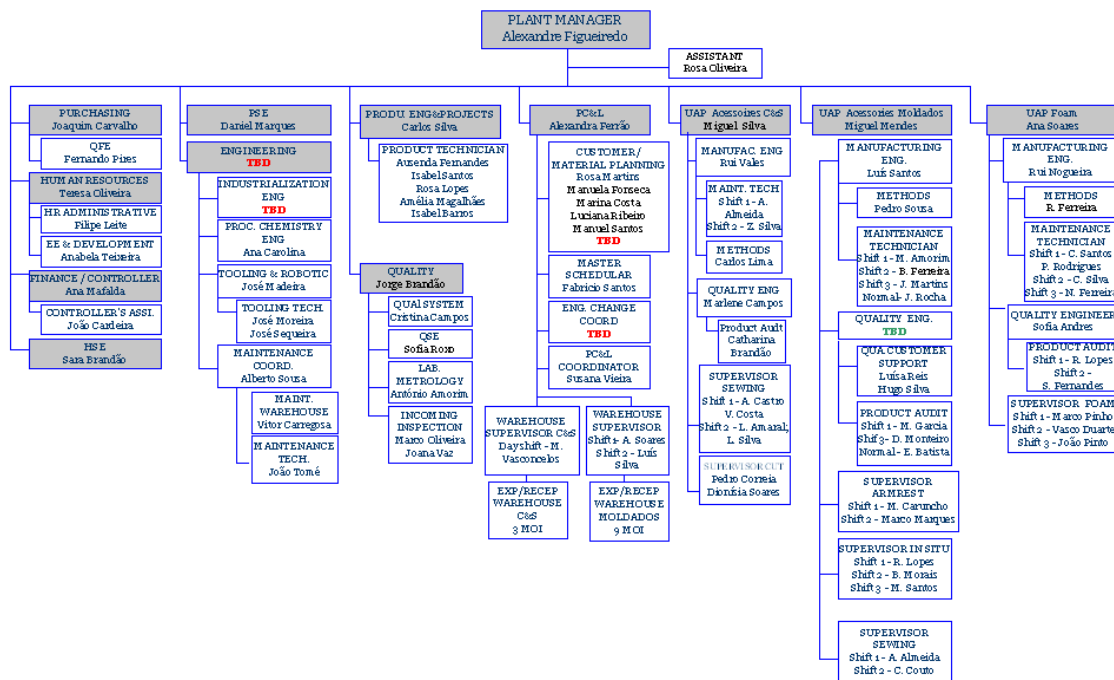 PLANT MANAGER
Alexandre Figueiredo
ASSISTANT
Rosa Oliveira
PURCHASING
Joaquim Carvalho
QFE
Fernando Pires
HUMAN RESOURCES
Teresa Oliveira
HR ADMINISTRATIVE
Filipe Leite
EE & DEVELOPMENT
Anabela Teixeira
FINANCE / CONTROLLER
Ana Mafalda
CONTROLLER'S ASSI.
João Cardeira
HSE
Sara Brandão
PSE
Daniel Marques
ENGINEERING
TBD
INDUSTRIALIZATION
ENG
TBD
PROC. CHEMISTRY
ENG
Ana Carolina
TOOLING & ROBOTIC
José Madeira
TOOLING TECH.
José Moreira
José Sequeira
MAINTENANCE
COORD.
Alberto Sousa
MAINT.
WAREHOUSE
Vitor Carregosa
MAINTENANCE
TECH.
João Tomé
PRODU. ENG&PROJECTS
Carlos Silva
PRODUCT TECHNICIAN
Ausenda Fernandes
Isabel Santos
Rosa Lopes
Amélia Magalhães
Isabel Barros
QUALITY
Jorge Brandão
QUAl SYSTEM
Cristina Campos
QSE
Sofia Roxo
LAB.
METROLOGY
António Amorim
INCOMING
INSPECTION
Marco Oliveira
Joana Vaz
PC&L
Alexandra Ferrão
CUSTOMER/
MATERIAL PLANNING
Rosa Martins
Manuela Fonseca
Marina Costa
Luciana Ribeiro
Manuel Santos
TBD
MASTER
SCHEDULAR
Fabricio Santos
ENG. CHANGE
COORD
TBD
PC&L
COORDINATOR
Susana Vieira
WAREHOUSE
SUPERVISOR C&S
Dayshift - M.
Vasconcelos
EXP/RECEP
WAREHOUSE
C&S
3 MOI
WAREHOUSE
SUPERVISOR
Shift 1- A. Soares
Shift 2 - Luís
Silva
EXP/RECEP
WAREHOUSE
MOLDADOS
9 MOI
UAP Acessoires C&S
Miguel Silva
MANUFAC. ENG
Rui Vales
MAINT. TECH
Shift 1 - A.
Almeida
Shift 2 - Z. Silva
METHODS
Carlos Lima
QUALITY ENG
Marlene Campos
Product Audt
Catharina
Brandão
SUPERVISOR
SEWING
Shift 1 - A. Castro
V. Costa
Shift 2 - L. Amaral;
L. Silva
SUPERVISOR CUT
Pedro Correia
Dionísia Soares
UAP Acessories Moldados
Miguel Mendes
MANUFACTURING
ENG.
Luís Santos
METHODS
Pedro Sousa
MAINTENANCE
TECHNICIAN
Shift 1 - M. Amorim
Shift 2 - B. Ferreira
Shift 3 - J. Martins
Normal- J. Rocha
QUALITY ENG.
TBD
QUA.CUSTOMER
SUPPORT
Luísa Reis
Hugo Silva
PRODUCT AUDIT
Shift 1 - M. Garcia
Shif 3- D. Monteiro
Normal - E. Batista
SUPERVISOR
ARMREST
Shift 1 - M. Caruncho
Shift 2 - Marco Marques
SUPERVISOR IN SITU
Shift 1 - R. Lopes
Shift 2 - B. Morais
Shift 3 - M. Santos
SUPERVISOR
SEWING
Shift 1 - A. Almeida
Shift 2 - C. Couto
UAP Foam
Ana Soares
MANUFACTURING
ENG.
Rui Nogueira
METHODS
R. Ferreira
MAINTENANCE
TECHNICIAN
Shift 1 - C. Santos
P. Rodrigues
Shift 2 - C. Silva
Shift 3 - N. Ferreira
QUALITY ENGINEER
Sofia Andres
PRODUCT AUDIT
Shift 1 - R. Lopes
Shift 2 -
S. Fernandes
SUPERVISOR FOAM
Shift 1 - Marco Pinho
Shift 2 - Vasco Duarte
Shift 3 - João Pinto